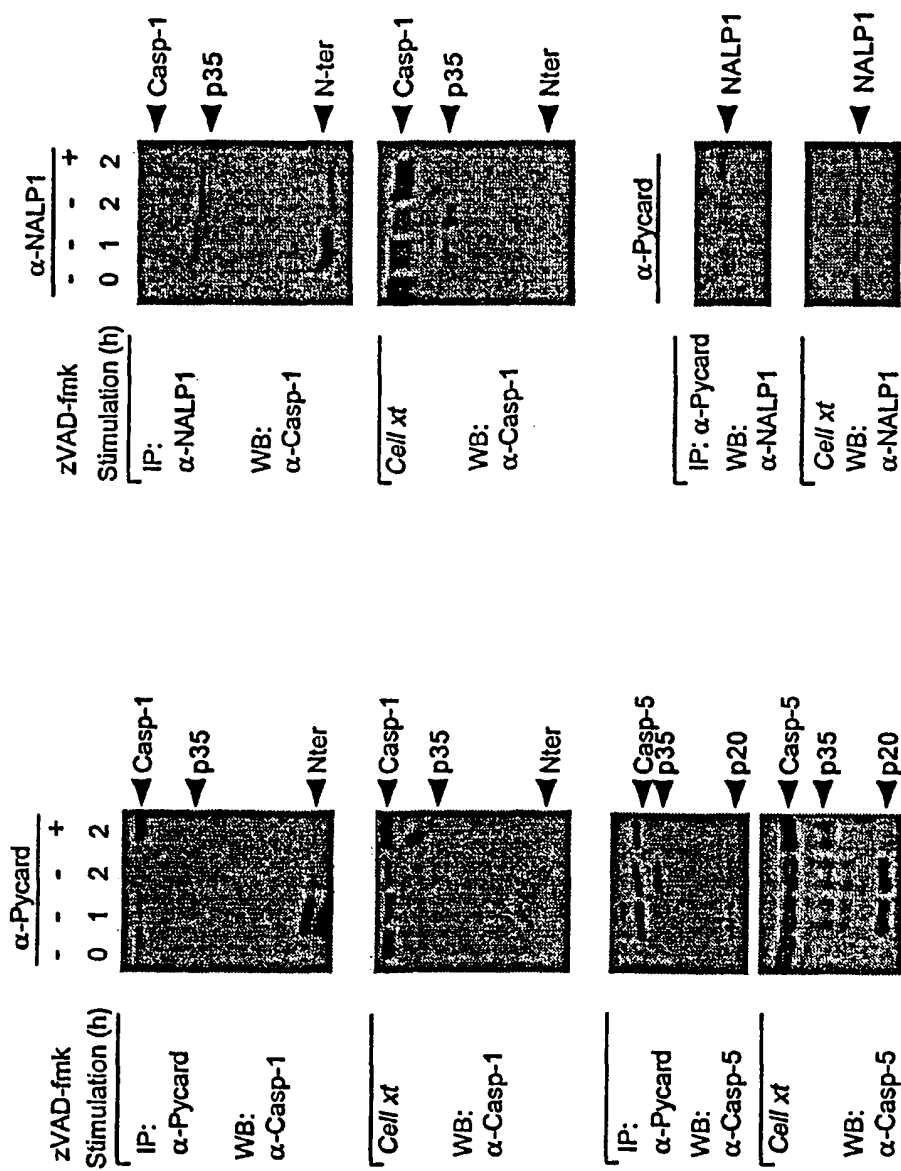 α-Pycard
zVAD-fmk - - - +
Stimulation (h) 0 1 2 2
IP:
α-Pycard
WB:
α-Casp-1
Casp-1
p35
Nter
Cell xt
WB:
α-Casp-1
Casp-1
p35
Nter
IP:
α-Pycard
WB:
α-Casp-5
Casp-5
p35
p20
Cell xt
WB:
α-Casp-5
Casp-5
p35
p20
α-NALP1
zVAD-fmk - - - +
Stimulation (h) 0 1 2 2
IP:
α-NALP1
WB:
α-Casp-1
Casp-1
p35
N-ter
Cell xt
WB:
α-Casp-1
Casp-1
p35
Nter
α-Pycard
IP: α-Pycard
WB:
α-NALP1
NALP1
Cell xt
WB:
α-NALP1
NALP1